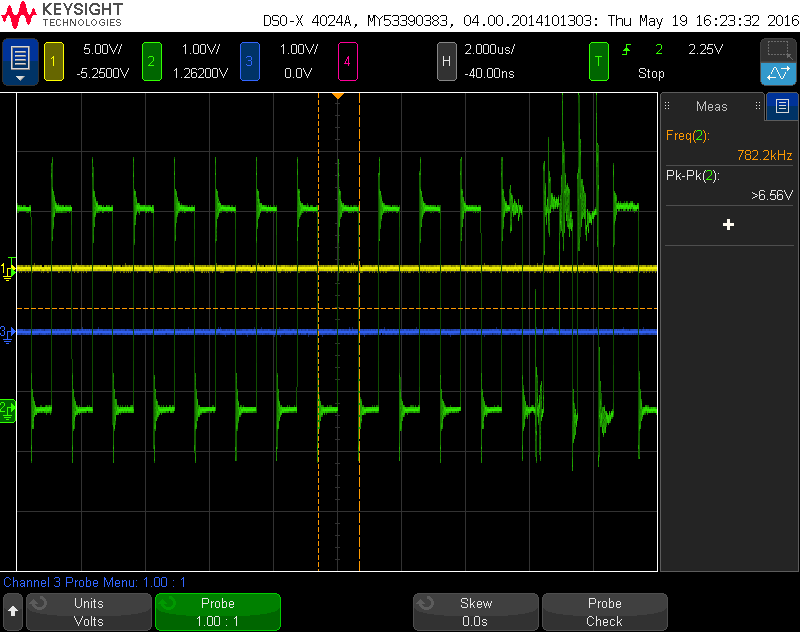 KEYSIGHT
TECHNOLOGIES
DSO-X 4024A, MY53390383, 04.00.2014101303: Thu May 19 16:23:32 2016
1 5.00V/ 2 1.00V/ 3 1.00V/ 4 H 2.000us/ T 2 2.25V
-5.2500V 1.26200V 0.0V -40.00ns Stop
Meas
Freq(2):
782.2kHz
Pk-Pk(2):
>6.56V
+
T
1
3
2
Channel 3 Probe Menu: 1.00 : 1
Units Probe Skew Probe
Volts 1.00 : 1 0.0s Check